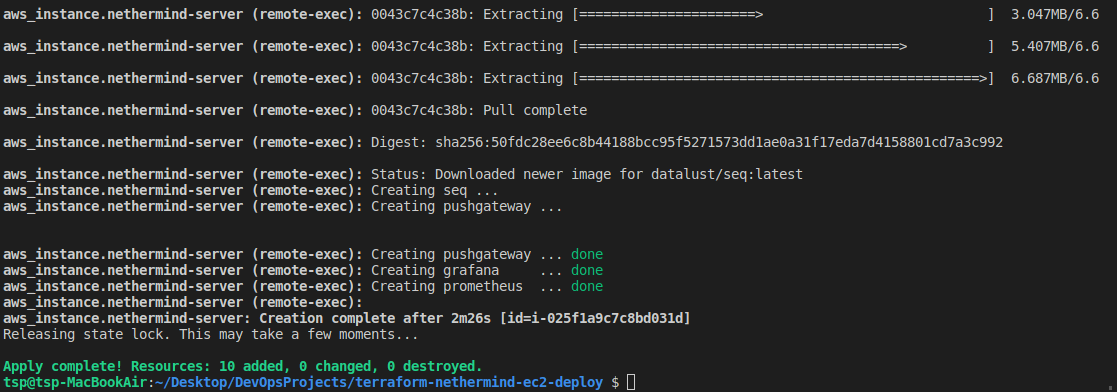 aws_instance.nethermind-server (remote-exec): 0043c7c4c38b: Extracting [======================>                            ]  3.047MB/6.6
aws_instance.nethermind-server (remote-exec): 0043c7c4c38b: Extracting [========================================>          ]  5.407MB/6.6
aws_instance.nethermind-server (remote-exec): 0043c7c4c38b: Extracting [==================================================>]  6.687MB/6.6
aws_instance.nethermind-server (remote-exec): 0043c7c4c38b: Pull complete
aws_instance.nethermind-server (remote-exec): Digest: sha256:50fdc28ee6c8b44188bcc95f5271573dd1ae0a31f17eda7d4158801cd7a3c992
aws_instance.nethermind-server (remote-exec): Status: Downloaded newer image for datalust/seq:latest
aws_instance.nethermind-server (remote-exec): Creating seq ...
aws_instance.nethermind-server (remote-exec): Creating pushgateway ...
aws_instance.nethermind-server (remote-exec): Creating pushgateway ... done
aws_instance.nethermind-server (remote-exec): Creating grafana     ... done
aws_instance.nethermind-server (remote-exec): Creating prometheus  ... done
aws_instance.nethermind-server (remote-exec):
aws_instance.nethermind-server: Creation complete after 2m26s [id=i-025f1a9c7c8bd031d]
Releasing state lock. This may take a few moments...
Apply complete! Resources: 10 added, 0 changed, 0 destroyed.
tsp@tsp-MacBookAir:~/Desktop/DevOpsProjects/terraform-nethermind-ec2-deploy $